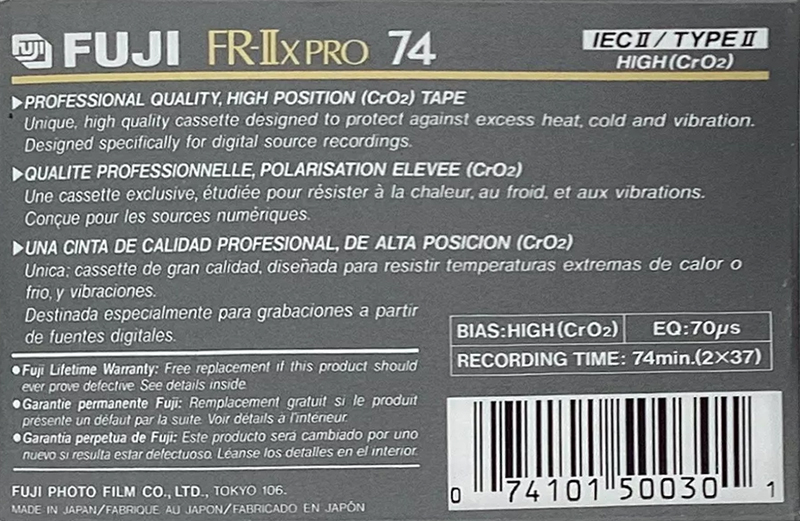 FUJI FUJI FR-IIx PRO 74
IEC II / TYPE II
HIGH (CrO2)
▶PROFESSIONAL QUALITY, HIGH POSITION (CrO2) TAPE
Unique, high quality cassette designed to protect against excess heat, cold and vibration.
Designed specifically for digital source recordings.
▶QUALITE PROFESSIONNELLE, POLARISATION ELEVEE (CrO2)
Une cassette exclusive, étudiée pour résister à la chaleur, au froid, et aux vibrations.
Conçue pour les sources numériques.
▶UNA CINTA DE CALIDAD PROFESIONAL, DE ALTA POSICION (CrO2)
Unica; cassette de gran calidad, diseñada para resistir temperaturas extremas de calor o
frio, y vibraciones.
Destinada especialmente para grabaciones a partir
de fuentes digitales.
●Fuji Lifetime Warranty: Free replacement if this product should
ever prove defective. See details inside.
●Garantie permanente Fuji: Remplacement gratuit si le produit
présente un défaut par la suite. Voir détails à l'intérieur.
●Garantia perpetua de Fuji: Este producto será cambiado por uno
nuevo si resulta estar defectuoso. Léanse los detalles en el interior.
FUJI PHOTO FILM CO., LTD., TOKYO 106.
MADE IN JAPAN/FABRIQUE AU JAPON/FABRICADO EN JAPÓN
BIAS: HIGH (CrO2) EQ: 70μs
RECORDING TIME: 74min. (2×37)
0 74101 50030 1